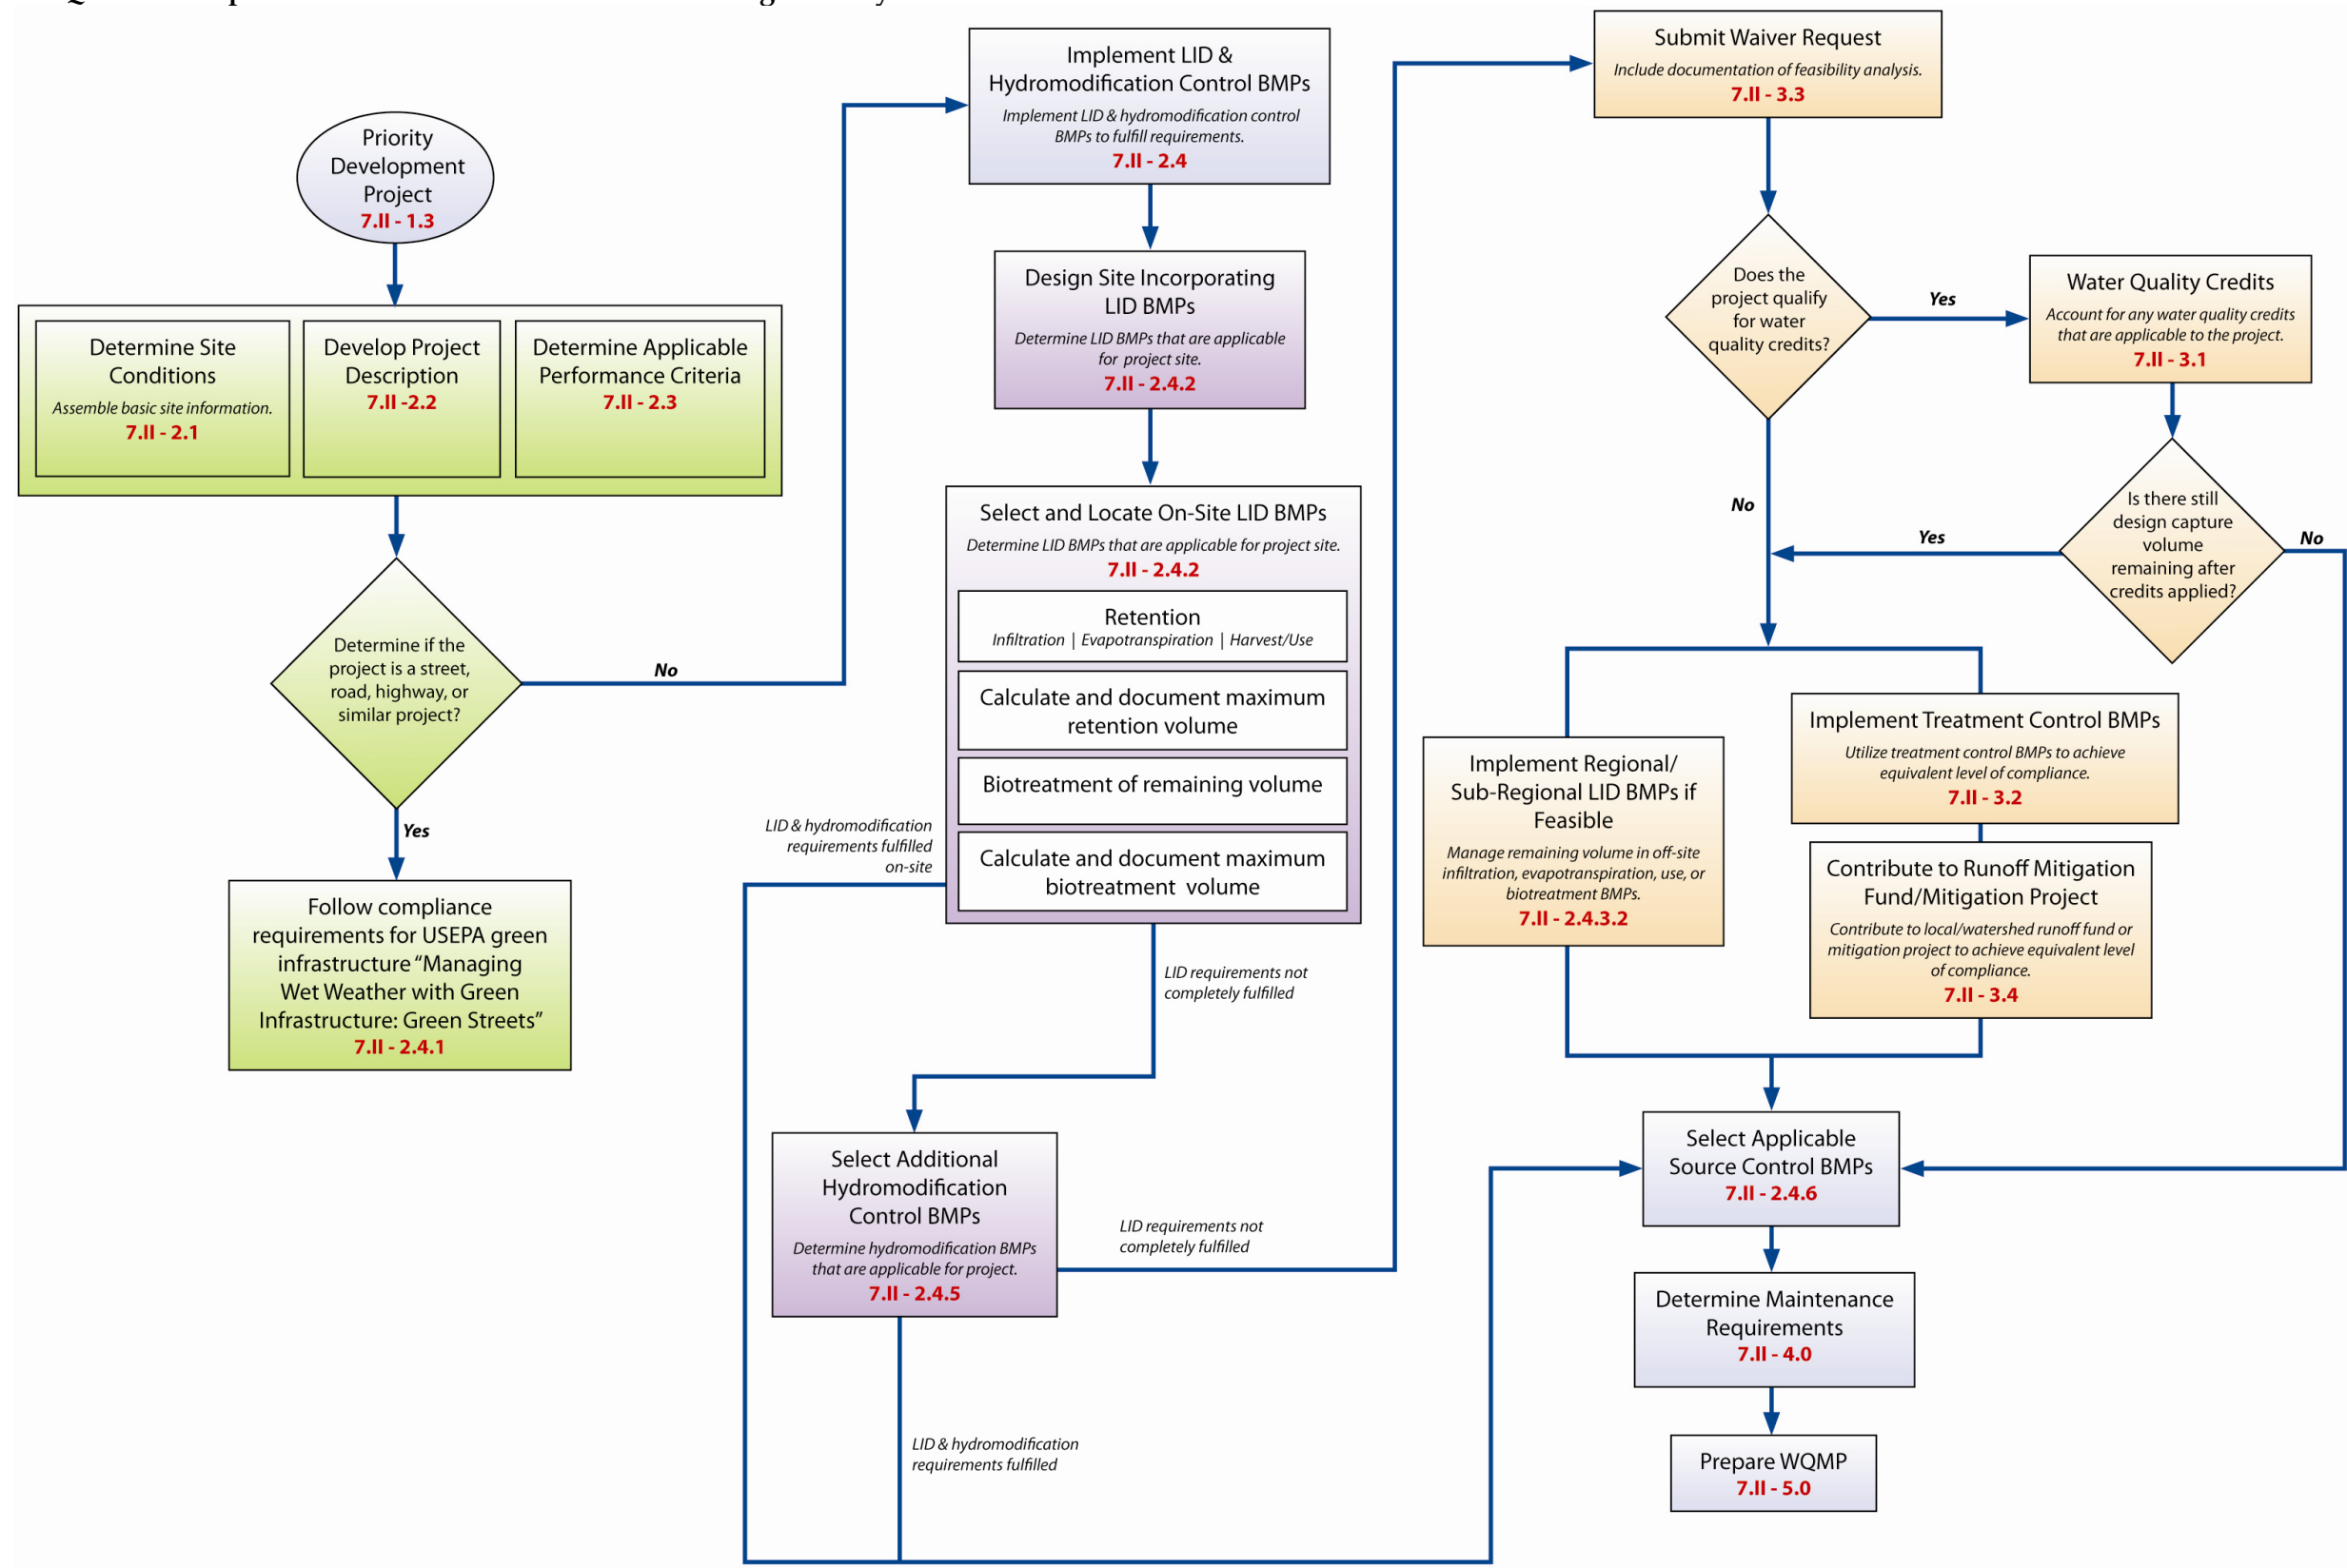 Priority
Development
Project
7.II - 1.3
Determine Site
Conditions
Assemble basic site information.
7.II - 2.1
Develop Project
Description
7.II -2.2
Determine Applicable
Performance Criteria
7.II - 2.3
Determine if the
project is a street,
road, highway, or
similar project?
No
Yes
Follow compliance
requirements for USEPA green
infrastructure “Managing
Wet Weather with Green
Infrastructure: Green Streets”
7.II - 2.4.1
Implement LID &
Hydromodification Control BMPs
Implement LID & hydromodification control
BMPs to fulfill requirements.
7.II - 2.4
Design Site Incorporating
LID BMPs
Determine LID BMPs that are applicable
for project site.
7.II - 2.4.2
Select and Locate On-Site LID BMPs
Determine LID BMPs that are applicable for project site.
7.II - 2.4.2
Retention
Infiltration | Evapotranspiration | Harvest/Use
Calculate and document maximum
retention volume
Biotreatment of remaining volume
Calculate and document maximum
biotreatment volume
LID & hydromodification
requirements fulfilled
on-site
LID requirements not
completely fulfilled
Select Additional
Hydromodification
Control BMPs
Determine hydromodification BMPs
that are applicable for project.
7.II - 2.4.5
LID requirements not
completely fulfilled
LID & hydromodification
requirements fulfilled
Submit Waiver Request
Include documentation of feasibility analysis.
7.II - 3.3
Does the
project qualify
for water
quality credits?
Yes
No
Water Quality Credits
Account for any water quality credits
that are applicable to the project.
7.II - 3.1
Is there still
design capture
volume
remaining after
credits applied?
Yes
No
Implement Regional/
Sub-Regional LID BMPs if
Feasible
Manage remaining volume in off-site
infiltration, evapotranspiration, use, or
biotreatment BMPs.
7.II - 2.4.3.2
Implement Treatment Control BMPs
Utilize treatment control BMPs to achieve
equivalent level of compliance.
7.II - 3.2
Contribute to Runoff Mitigation
Fund/Mitigation Project
Contribute to local/watershed runoff fund or
mitigation project to achieve equivalent level
of compliance.
7.II - 3.4
Select Applicable
Source Control BMPs
7.II - 2.4.6
Determine Maintenance
Requirements
7.II - 4.0
Prepare WQMP
7.II - 5.0